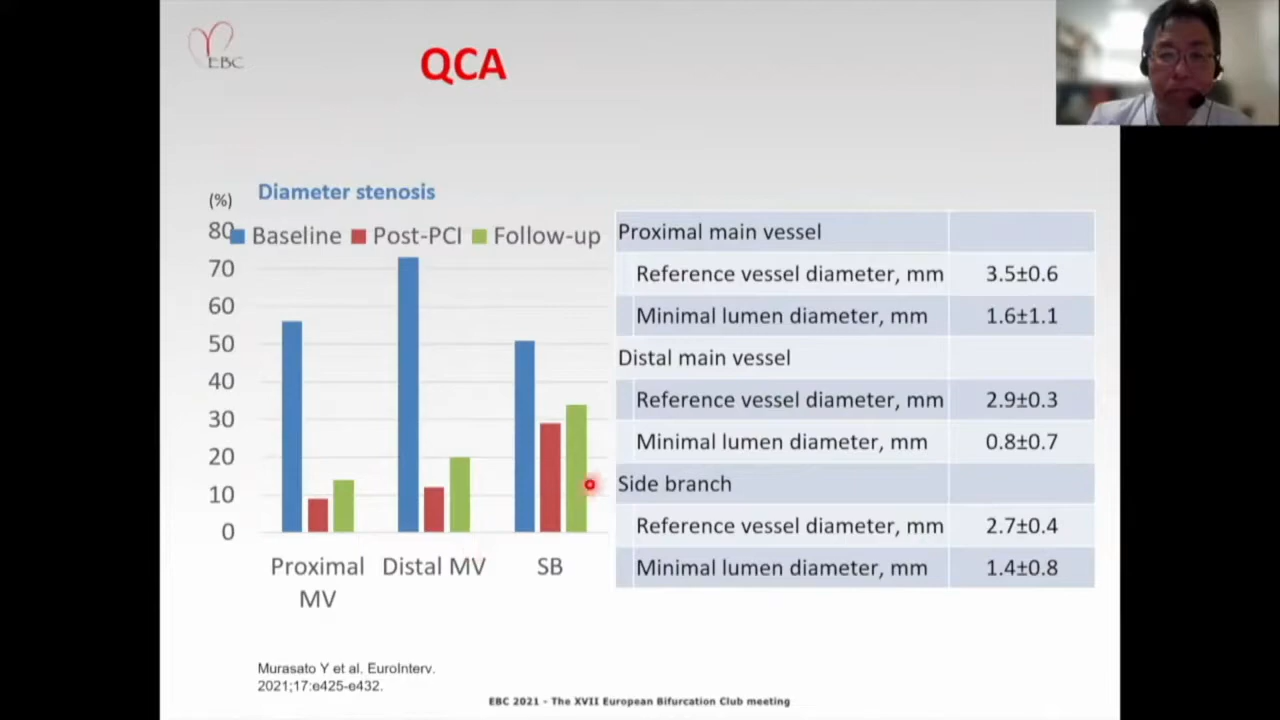 EBC
QCA
(%)
Diameter stenosis
80
Baseline Post-PCI Follow-up
70
60
50
40
30
20
10
0
Proximal MV
Distal MV
SB
Proximal main vessel
Reference vessel diameter, mm 3.5±0.6
Minimal lumen diameter, mm 1.6±1.1
Distal main vessel
Reference vessel diameter, mm 2.9±0.3
Minimal lumen diameter, mm 0.8±0.7
Side branch
Reference vessel diameter, mm 2.7±0.4
Minimal lumen diameter, mm 1.4±0.8
Murasato Y et al. EuroInterv.
2021;17:e425-e432.
EBC 2021 - The XVII European Bifurcation Club meeting